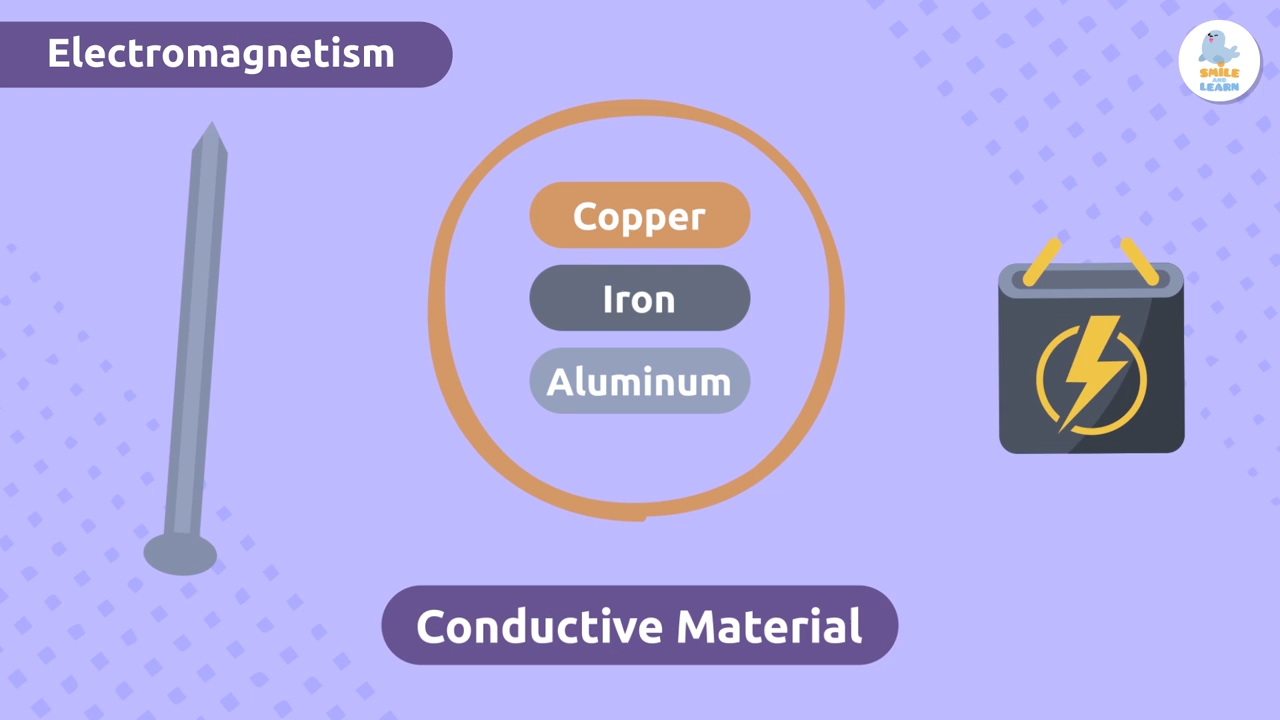 Electromagnetism
SMILE
AND
LEARN
Copper
Iron
Aluminum
Conductive Material